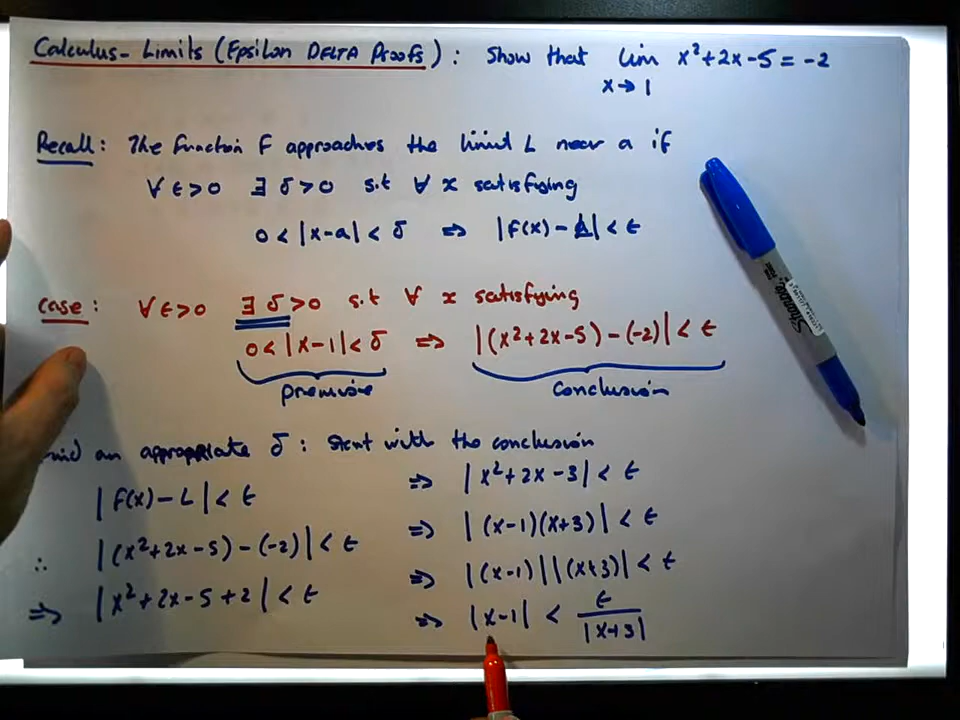 Calculus - Limits (Epsilon DELTA Proofs): Show that lim x²+2x-5 = -2
x→1
Recall: The function F approaches the limit L near a if
∀ ε>0 ∃ δ>0 s.t ∀ x satisfying
0<|x-a|<δ ⇒ |F(x)-L|<ε
case: ∀ ε>0 ∃ δ>0 s.t ∀ x satisfying
0<|x-1|<δ ⇒ |(x²+2x-5)-(-2)|<ε
premise conclusion
an appropriate δ: Start with the conclusion
|F(x)-L|<ε
∴ |(x²+2x-5)-(-2)|<ε
⇒ |x²+2x-5+2|<ε
⇒ |x²+2x-3|<ε
⇒ |(x-1)(x+3)|<ε
⇒ |(x-1)||(x+3)|<ε
⇒ |x-1| < ε/|x+3|
Sharpie